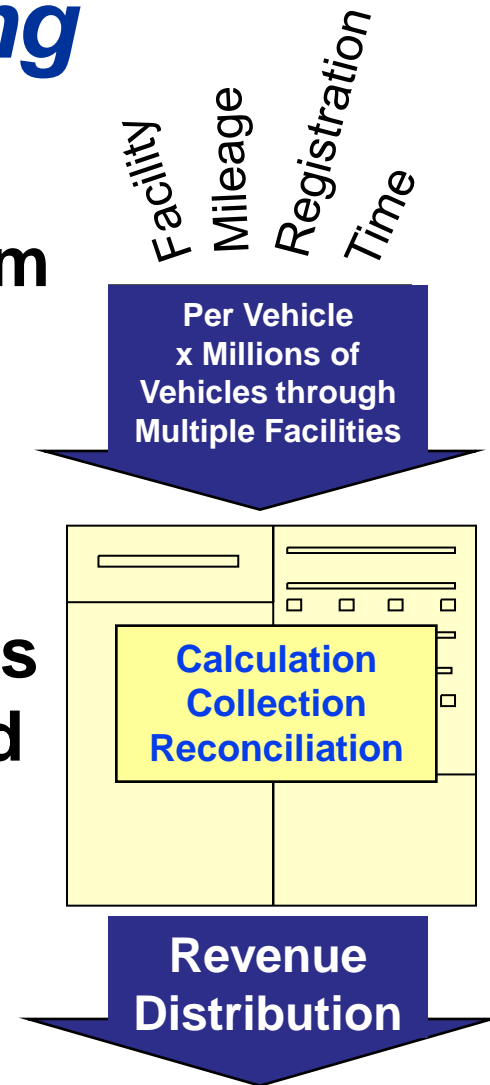 ng
Facility
Mileage
Registration
Time
m
Per Vehicle
x Millions of
Vehicles through
Multiple Facilities
s
Calculation
d
Collection
Reconciliation
Revenue
Distribution